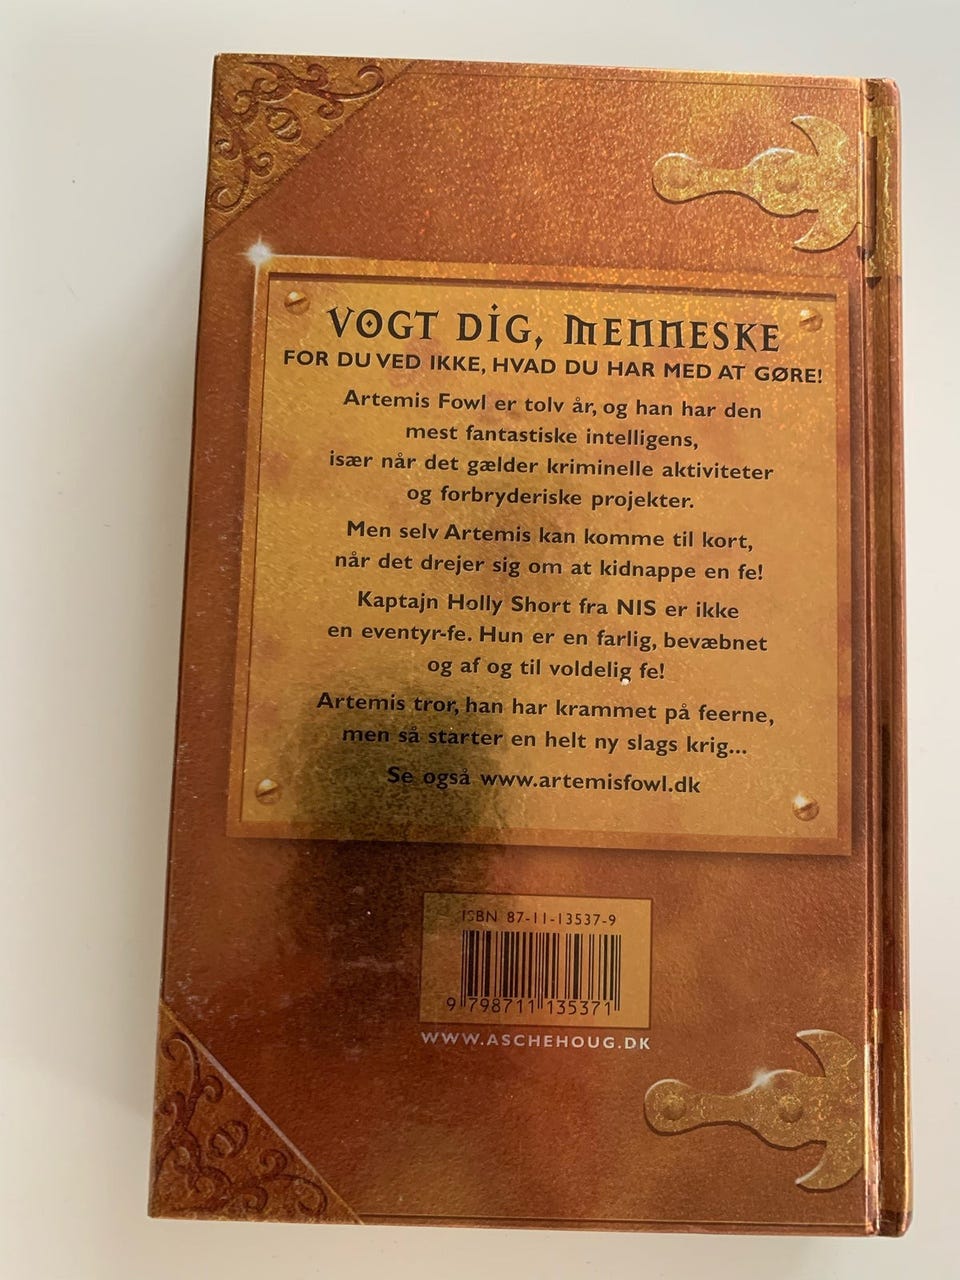 VOGT DIG, MENNESKE
FOR DU VED IKKE, HVAD DU HAR MED AT GØRE!
Artemis Fowl er tolv år, og han har den
mest fantastiske intelligens,
især når det gælder kriminelle aktiviteter
og forbryderiske projekter.
Men selv Artemis kan komme til kort,
når det drejer sig om at kidnappe en fe!
Kaptajn Holly Short fra NIS er ikke
en eventyr-fe. Hun er en farlig, bevæbnet
og af og til voldelig fe!
Artemis tror, han har krammet på feerne,
men så starter en helt ny slags krig...
Se også www.artemisfowl.dk
ISBN 87-11-13537-9
9 798711 135371
WWW.ASCHEHOUG.DK